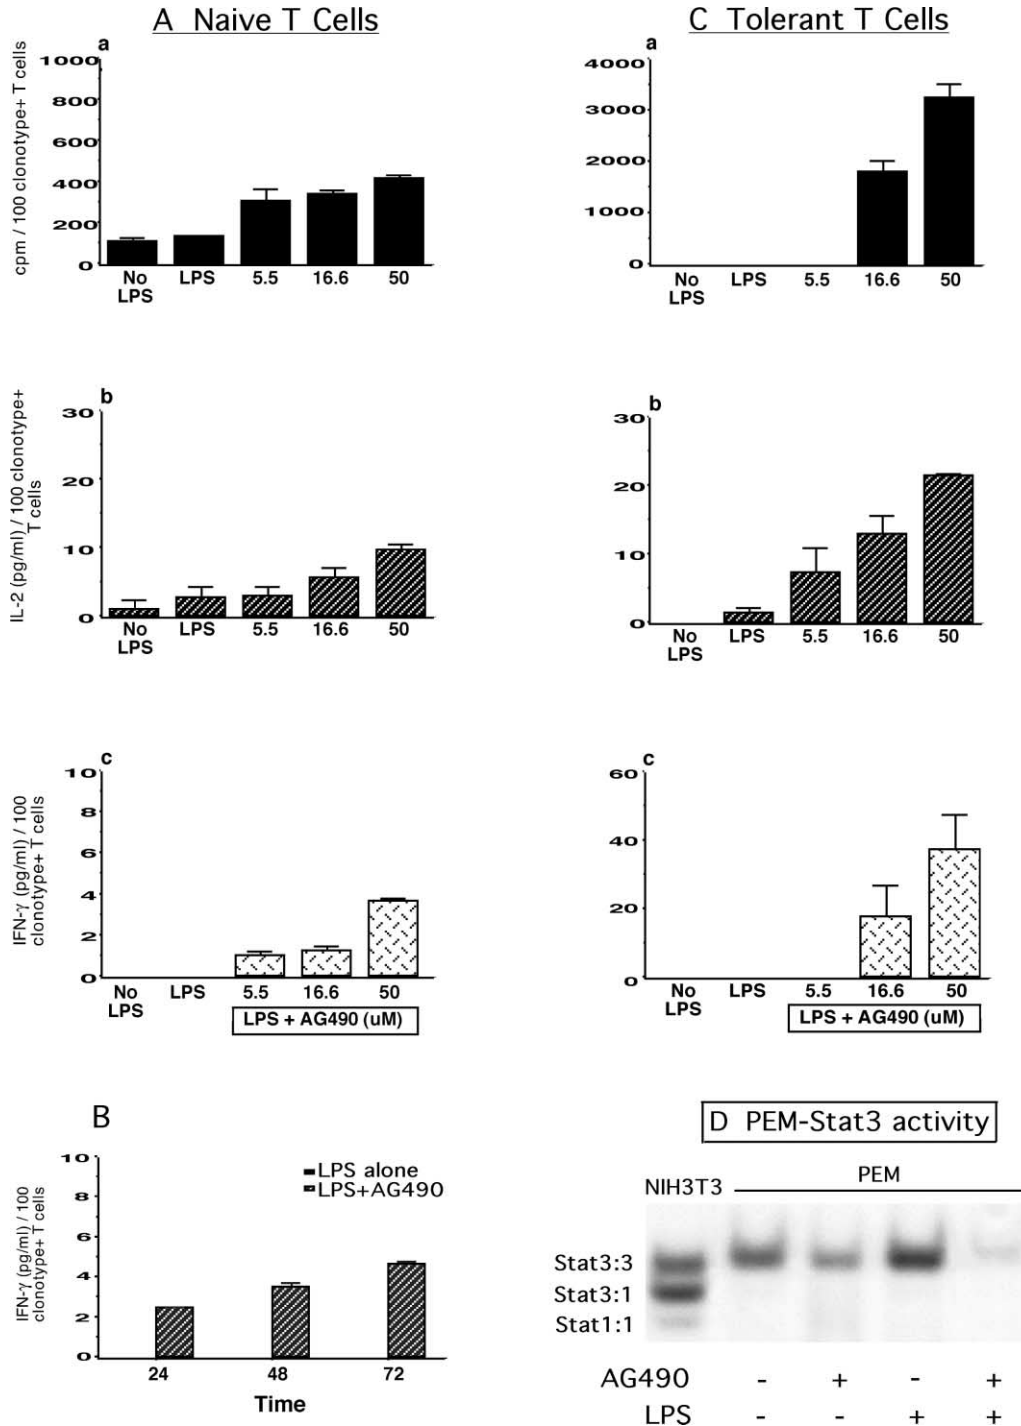 A Naive T Cells
a
cpm / 100 clonotype+ T cells
1000
800
600
400
200
0
No LPS
LPS
5.5
16.6
50
b
IL-2 (pg/ml) / 100 clonotype+
T cells
30
20
10
0
No LPS
LPS
5.5
16.6
50
c
IFN-γ (pg/ml) / 100
clonotype+ T cells
10
8
6
4
2
0
No LPS
LPS
5.5
16.6
50
LPS + AG490 (uM)
C Tolerant T Cells
a
4000
3000
2000
1000
0
No LPS
LPS
5.5
16.6
50
b
30
20
10
0
No LPS
LPS
5.5
16.6
50
c
60
40
20
0
No LPS
LPS
5.5
16.6
50
LPS + AG490 (uM)
B
IFN-γ (pg/ml) / 100
clonotype+ T cells
10
8
6
4
2
0
LPS alone
LPS+AG490
24
48
72
Time
D PEM-Stat3 activity
NIH3T3
PEM
Stat3:3
Stat3:1
Stat1:1
AG490 - + - +
LPS - - + +